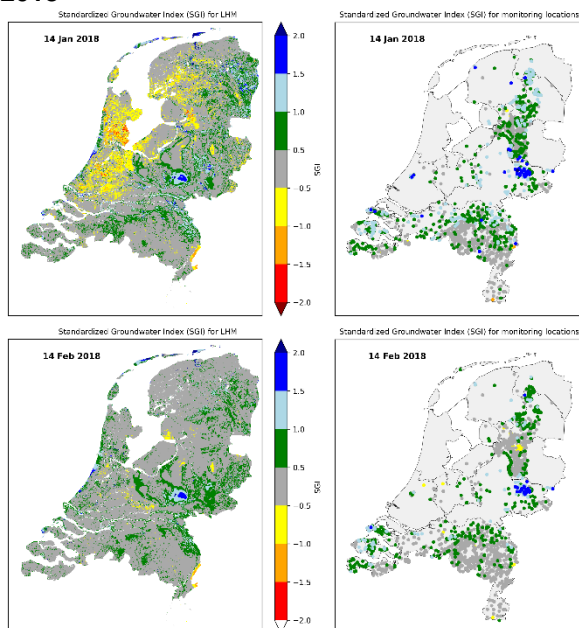 2018
Standardized Groundwater Index (SGI) for LHM
14 Jan 2018
2.0
1.5
1.0
0.5
-0.5
-1.0
-1.5
-2.0
SGI
Standardized Groundwater Index (SGI) for monitoring locations
14 Jan 2018
Standardized Groundwater Index (SGI) for LHM
14 Feb 2018
2.0
1.5
1.0
0.5
-0.5
-1.0
-1.5
-2.0
SGI
Standardized Groundwater Index (SGI) for monitoring locations
14 Feb 2018